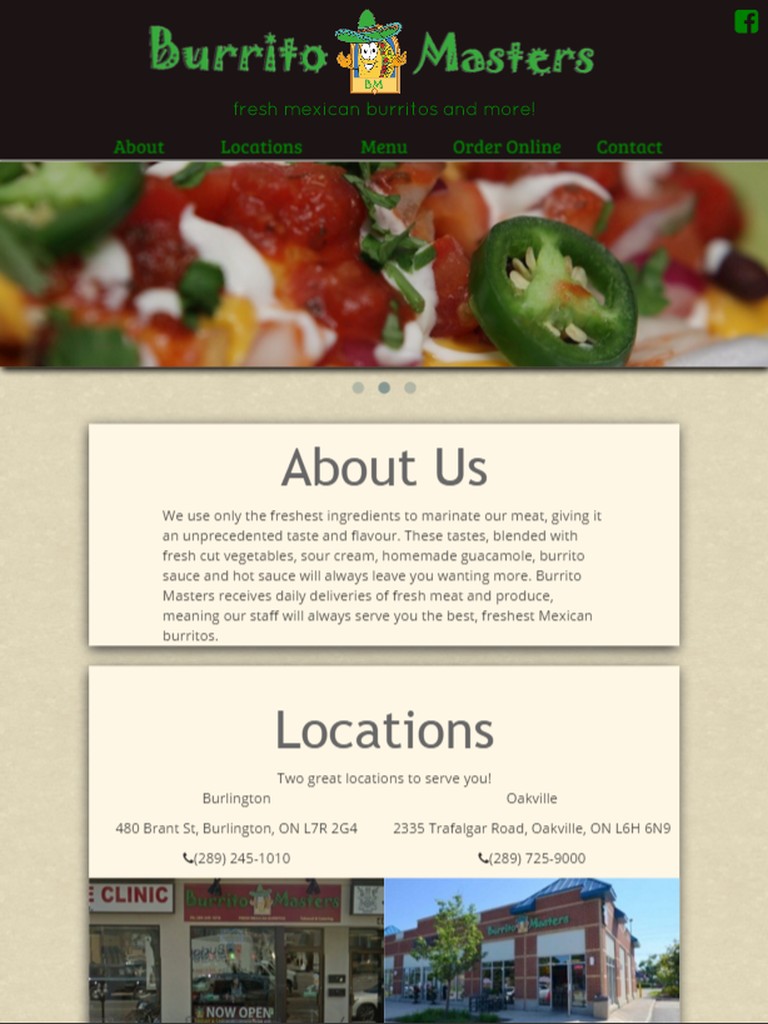 Burrito Masters
BM
fresh mexican burritos and more!
About Locations Menu Order Online Contact
About Us
We use only the freshest ingredients to marinate our meat, giving it
an unprecedented taste and flavour. These tastes, blended with
fresh cut vegetables, sour cream, homemade guacamole, burrito
sauce and hot sauce will always leave you wanting more. Burrito
Masters receives daily deliveries of fresh meat and produce,
meaning our staff will always serve you the best, freshest Mexican
burritos.
Locations
Two great locations to serve you!
Burlington Oakville
480 Brant St, Burlington, ON L7R 2G4 2335 Trafalgar Road, Oakville, ON L6H 6N9
(289) 245-1010 (289) 725-9000
E CLINIC
Burrito Masters
Burrito Masters
NOW OPEN